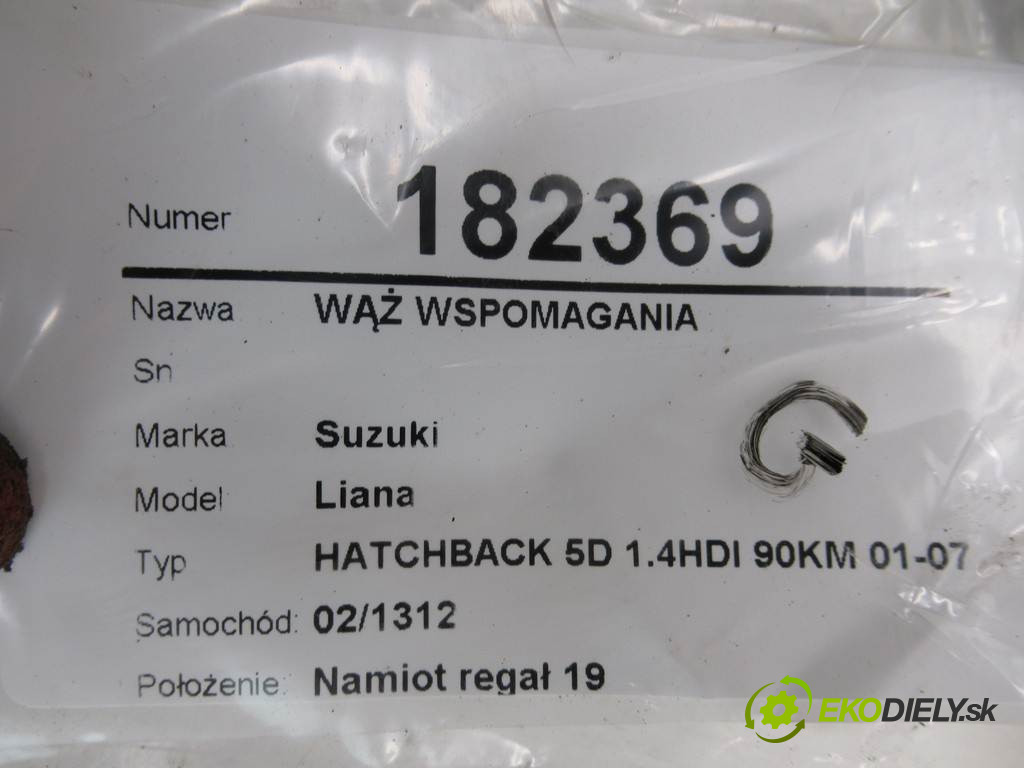 Numer 182369
Nazwa WĄŻ WSPOMAGANIA
Sn
Marka Suzuki
Model Liana
Typ HATCHBACK 5D 1.4HDI 90KM 01-07
Samochód: 02/1312
Położenie: Namiot regał 19
G
EKODIELY.sk